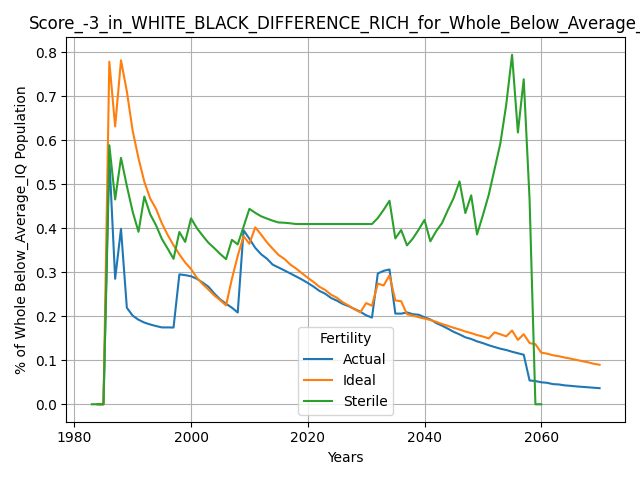 Score_-3_in_WHITE_BLACK_DIFFERENCE_RICH_for_Whole_Below_Average_
% of Whole Below_Average_IQ Population
0.8
0.7
0.6
0.5
0.4
0.3
0.2
0.1
0.0
Fertility
Actual
Ideal
Sterile
1980
2000
2020
2040
2060
Years